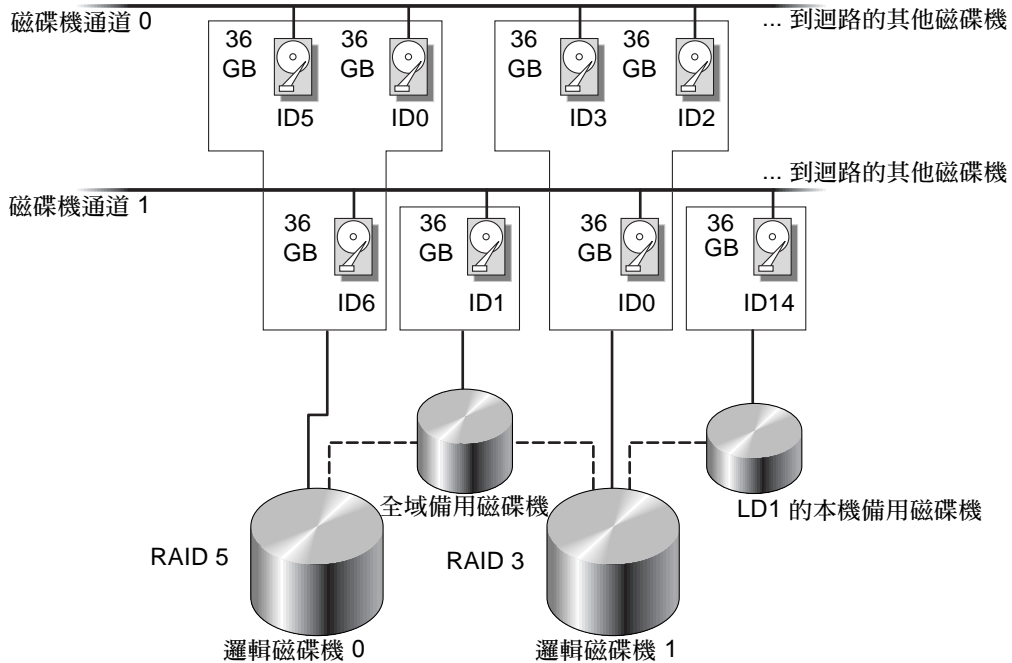 磁碟機通道 0
... 到迴路的其他磁碟機
36
GB
36
GB
36
GB
36
GB
ID5
ID0
ID3
ID2
... 到迴路的其他磁碟機
磁碟機通道 1
36
GB
36
GB
36
GB
36
GB
ID6
ID1
ID0
ID14
全域備用磁碟機
LD1 的本機備用磁碟機
RAID 5
RAID 3
邏輯磁碟機 0
邏輯磁碟機 1